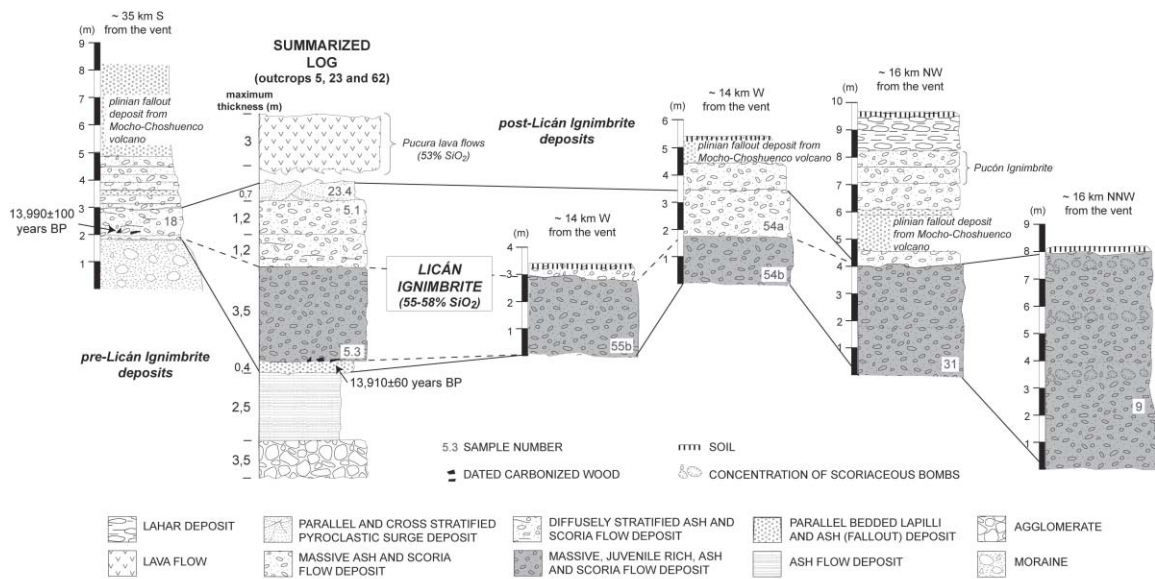 ~ 35 km S
from the vent
(m)
9
8
7
6
5
4
3
2
1
plinian fallout
deposit from
Mocho-Choshuenco
volcano
13,990±100
years BP
18
SUMMARIZED
LOG
(outcrops 5, 23 and 62)
maximum
thickness (m)
3
0,7
1,2
1,2
3,5
0,4
2,5
3,5
Pucura lava flows
(53% SiO2)
23.4
5.1
5.3
13,910±60 years BP
pre-Licán Ignimbrite
deposits
LICÁN
IGNIMBRITE
(55-58% SiO2)
post-Licán Ignimbrite
deposits
~ 14 km W
from the vent
(m)
4
3
2
1
55b
~ 14 km W
from the vent
(m)
6
5
4
3
2
1
plinian fallout deposit from
Mocho-Choshuenco volcano
54a
54b
~ 16 km NW
from the vent
(m)
10
9
8
7
6
5
4
3
2
1
Pucón Ignimbrite
plinian fallout deposit
from Mocho-Choshuenco
volcano
31
~ 16 km NNW
from the vent
(m)
9
8
7
6
5
4
3
2
1
9
5.3 SAMPLE NUMBER
DATED CARBONIZED WOOD
SOIL
CONCENTRATION OF SCORIACEOUS BOMBS
LAHAR DEPOSIT
PARALLEL AND CROSS STRATIFIED
PYROCLASTIC SURGE DEPOSIT
DIFFUSELY STRATIFIED ASH AND
SCORIA FLOW DEPOSIT
PARALLEL BEDDED LAPILLI
AND ASH (FALLOUT) DEPOSIT
AGGLOMERATE
LAVA FLOW
MASSIVE ASH AND SCORIA
FLOW DEPOSIT
MASSIVE, JUVENILE RICH, ASH
AND SCORIA FLOW DEPOSIT
ASH FLOW DEPOSIT
MORAINE